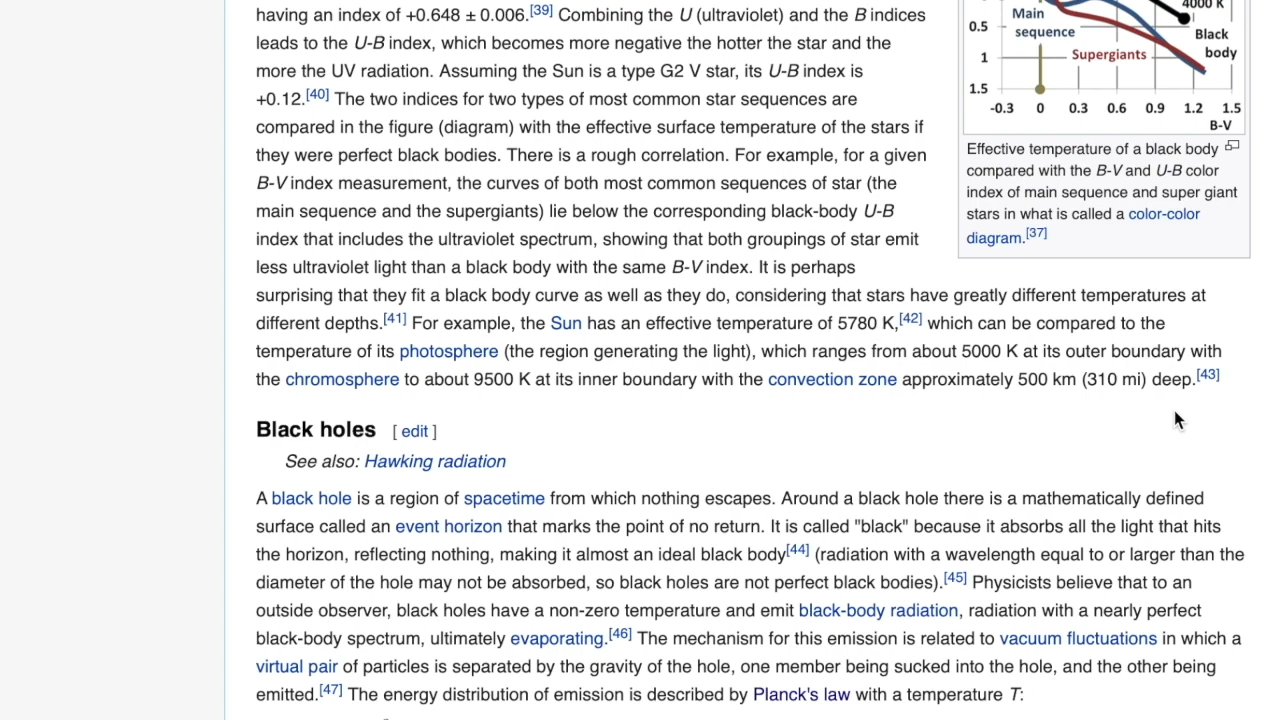 having an index of +0.648 ± 0.006.[39] Combining the U (ultraviolet) and the B indices
leads to the U-B index, which becomes more negative the hotter the star and the
more the UV radiation. Assuming the Sun is a type G2 V star, its U-B index is
+0.12.[40] The two indices for two types of most common star sequences are
compared in the figure (diagram) with the effective surface temperature of the stars if
they were perfect black bodies. There is a rough correlation. For example, for a given
B-V index measurement, the curves of both most common sequences of star (the
main sequence and the supergiants) lie below the corresponding black-body U-B
index that includes the ultraviolet spectrum, showing that both groupings of star emit
less ultraviolet light than a black body with the same B-V index. It is perhaps
surprising that they fit a black body curve as well as they do, considering that stars have greatly different temperatures at
different depths.[41] For example, the Sun has an effective temperature of 5780 K,[42] which can be compared to the
temperature of its photosphere (the region generating the light), which ranges from about 5000 K at its outer boundary with
the chromosphere to about 9500 K at its inner boundary with the convection zone approximately 500 km (310 mi) deep.[43]
4000 K
Main
sequence
0.5
Black
body
Supergiants
1
1.5
-0.3 0 0.3 0.6 0.9 1.2 1.5
B-V
Effective temperature of a black body
compared with the B-V and U-B color
index of main sequence and super giant
stars in what is called a color-color
diagram.[37]
Black holes [ edit ]
See also: Hawking radiation
A black hole is a region of spacetime from which nothing escapes. Around a black hole there is a mathematically defined
surface called an event horizon that marks the point of no return. It is called "black" because it absorbs all the light that hits
the horizon, reflecting nothing, making it almost an ideal black body[44] (radiation with a wavelength equal to or larger than the
diameter of the hole may not be absorbed, so black holes are not perfect black bodies).[45] Physicists believe that to an
outside observer, black holes have a non-zero temperature and emit black-body radiation, radiation with a nearly perfect
black-body spectrum, ultimately evaporating.[46] The mechanism for this emission is related to vacuum fluctuations in which a
virtual pair of particles is separated by the gravity of the hole, one member being sucked into the hole, and the other being
emitted.[47] The energy distribution of emission is described by Planck's law with a temperature T: